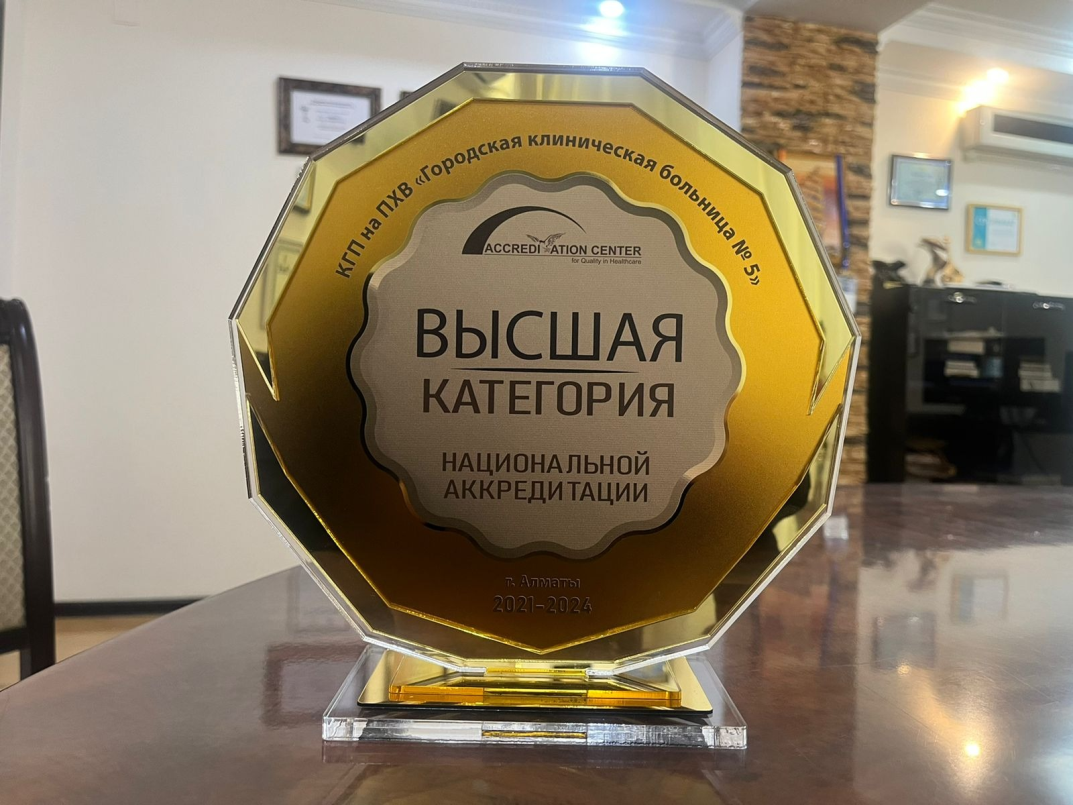 КГП на ПХВ «Городская клиническая больница № 5»
ACCREDITATION CENTER
for Quality in Healthcare
ВЫСШАЯ
КАТЕГОРИЯ
НАЦИОНАЛЬНОЙ
АККРЕДИТАЦИИ
г. Алматы
2021-2024